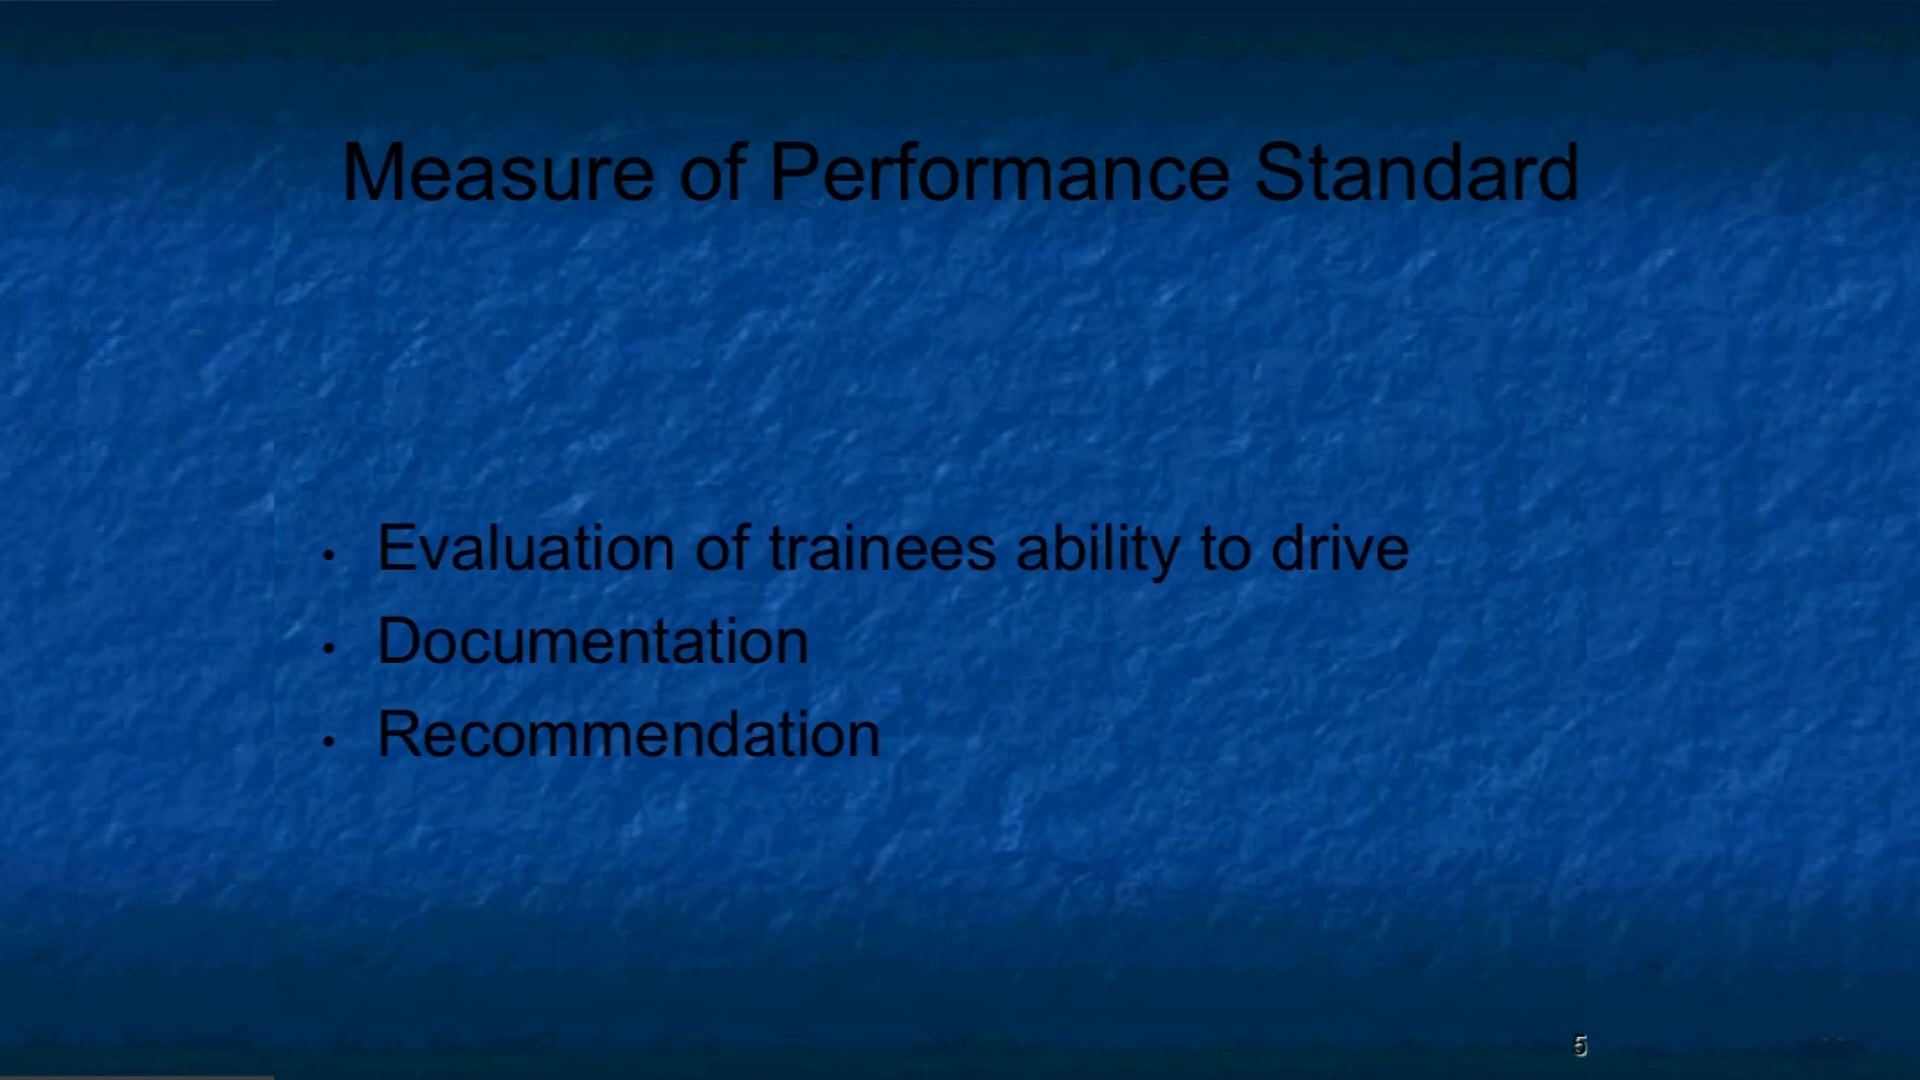 Measure of Performance Standard
• Evaluation of trainees ability to drive
• Documentation
• Recommendation
5